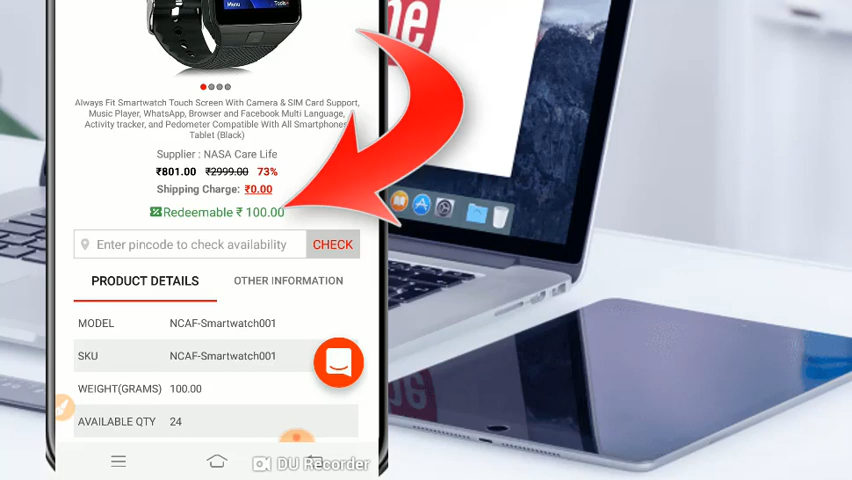 Menu
Tools
Always Fit Smartwatch Touch Screen With Camera & SIM Card Support,
Music Player, WhatsApp, Browser and Facebook Multi Language,
Activity tracker, and Pedometer Compatible With All Smartphone,
Tablet (Black)
Supplier : NASA Care Life
₹801.00 ₹2999.00 73%
Shipping Charge: ₹0.00
Redeemable ₹ 100.00
Enter pincode to check availability CHECK
PRODUCT DETAILS OTHER INFORMATION
MODEL NCAF-Smartwatch001
SKU NCAF-Smartwatch001
WEIGHT(GRAMS) 100.00
AVAILABLE QTY 24
DU Recorder